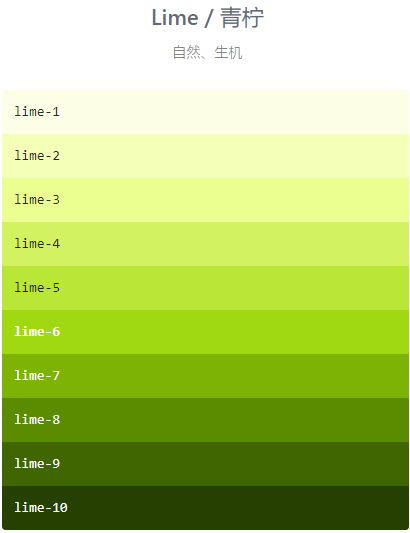 Lime / 青柠
自然、生机
lime-1
lime-2
lime-3
lime-4
lime-5
lime-6
lime-7
lime-8
lime-9
lime-10